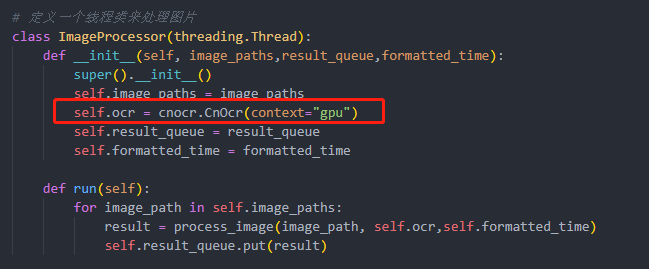 # 定义一个线程类来处理图片
class ImageProcessor(threading.Thread):
    def __init__(self, image_paths,result_queue,formatted_time):
        super().__init__()
        self.image_paths = image_paths
        self.ocr = cnocr.CnOcr(context="gpu")
        self.result_queue = result_queue
        self.formatted_time = formatted_time

    def run(self):
        for image_path in self.image_paths:
            result = process_image(image_path, self.ocr,self.formatted_time)
            self.result_queue.put(result)